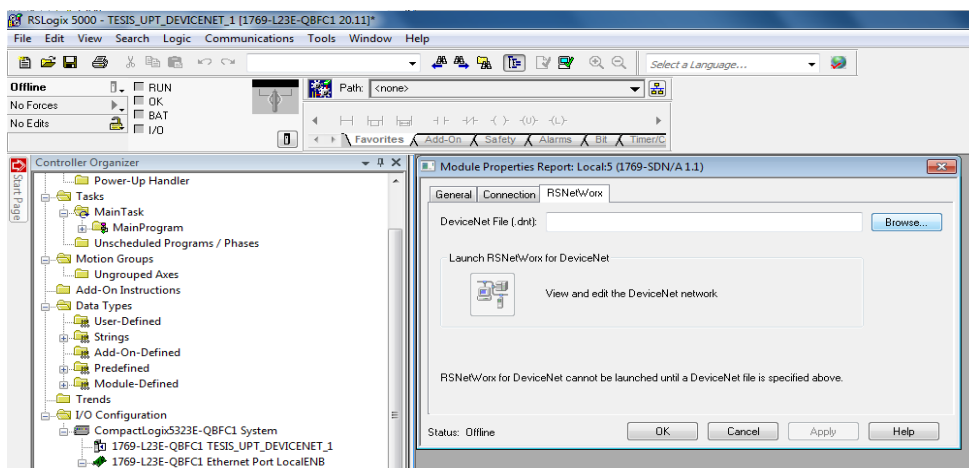 RSLogix 5000 - TESIS_UPT_DEVICENET_1 [1769-L23E-QBFC1 20.11]*
File Edit View Search Logic Communications Tools Window Help
Select a Language...
Offline
RUN
Path: <none>
No Forces
OK
No Edits
BAT
I/O
Favorites Add-On Safety Alarms Bit Timer/C
Start Page
Controller Organizer
Power-Up Handler
Tasks
MainTask
MainProgram
Unscheduled Programs / Phases
Motion Groups
Ungrouped Axes
Add-On Instructions
Data Types
User-Defined
Strings
Add-On-Defined
Predefined
Module-Defined
Trends
I/O Configuration
CompactLogix5323E-QBFC1 System
1769-L23E-QBFC1 TESIS_UPT_DEVICENET_1
1769-L23E-QBFC1 Ethernet Port LocalENB
Module Properties Report: Local:5 (1769-SDN/A 1.1)
General Connection RSNetWorx
DeviceNet File (.dnt):
Browse...
Launch RSNetWorx for DeviceNet
View and edit the DeviceNet network
RSNetWorx for DeviceNet cannot be launched until a DeviceNet file is specified above.
Status: Offline
OK Cancel Apply Help